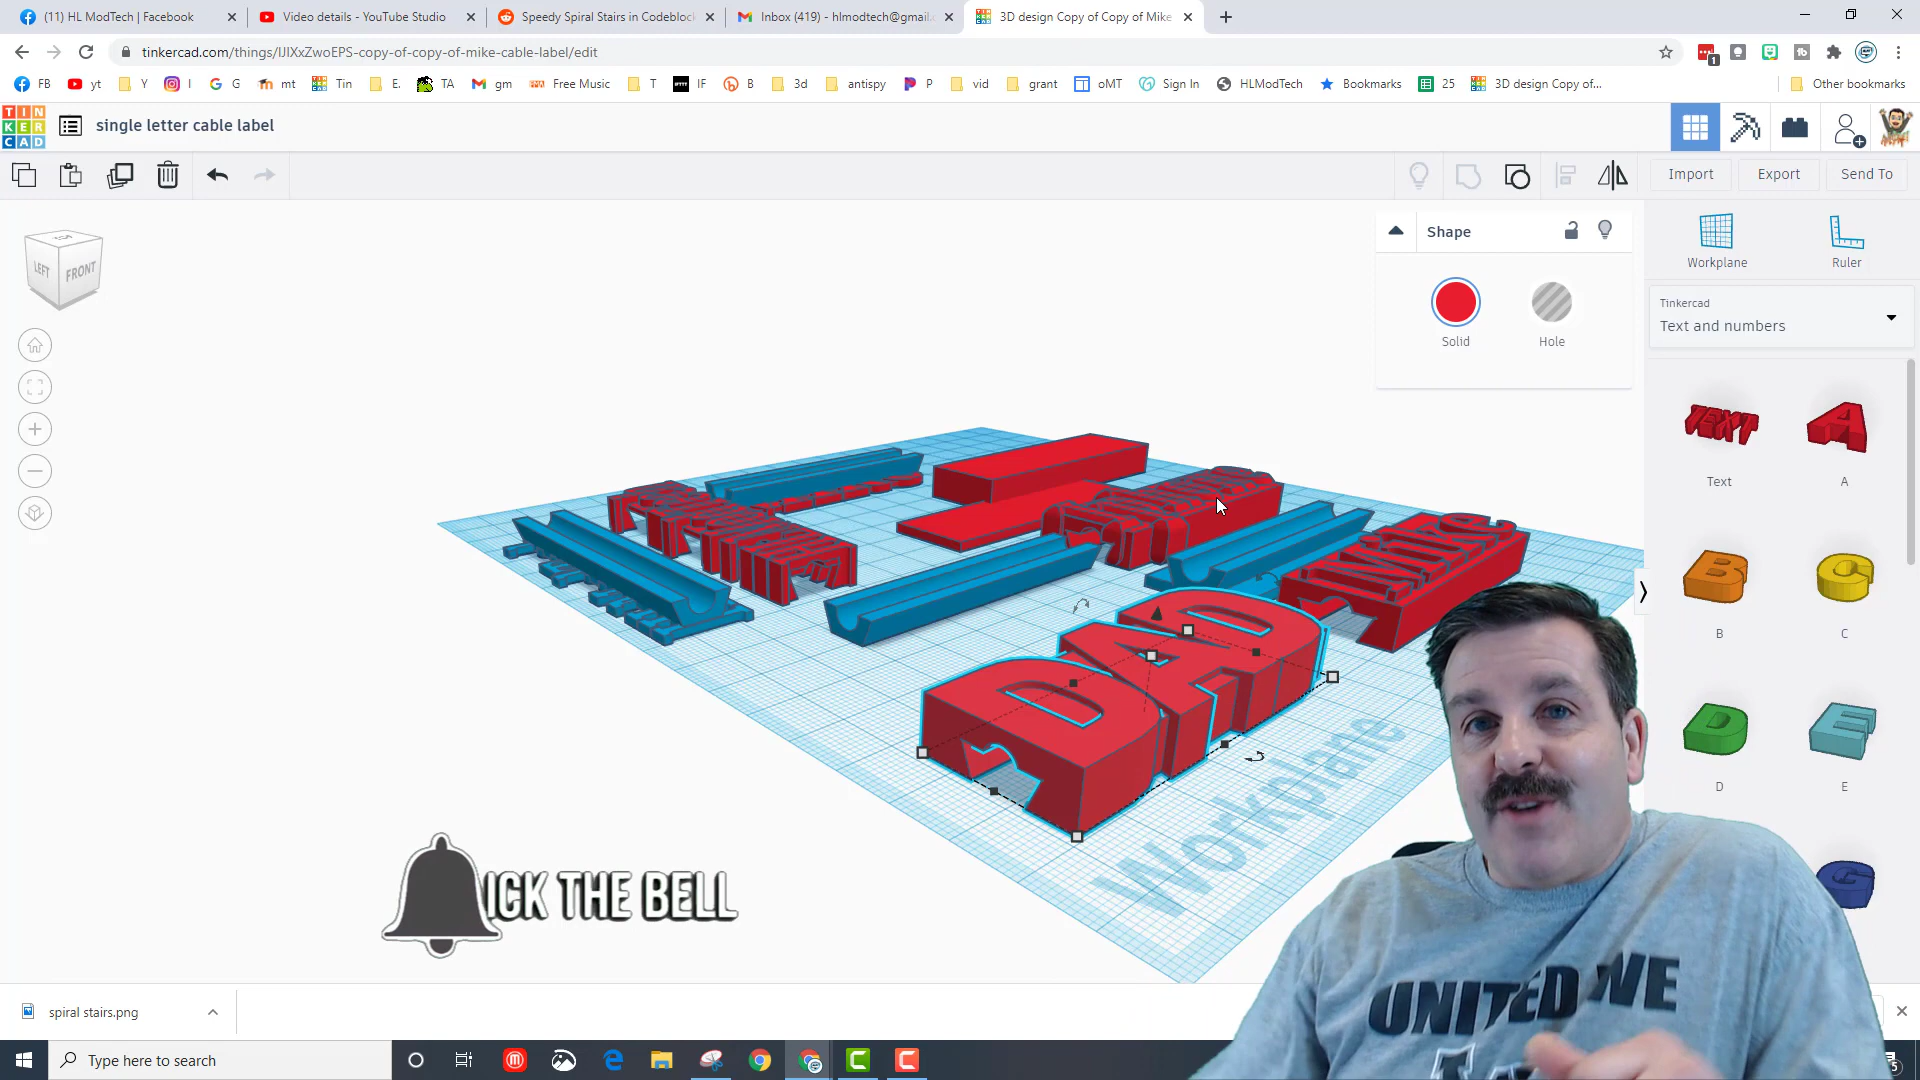 (11) HL ModTech | Facebook
Video details - YouTube Studio
Speedy Spiral Stairs in Codeblock
Inbox (419) - hlmodtech@gmail.c
3D design Copy of Copy of Mike
tinkercad.com/things/IJIXxZwoEPS-copy-of-copy-of-mike-cable-label/edit
FB
yt
Y
I
G
mt
Tin
E.
TA
gm
Free Music
T
IF
B
3d
antispy
P
vid
grant
oMT
Sign In
HLModTech
Bookmarks
25
3D design Copy of...
Other bookmarks
TIN
KER
CAD
single letter cable label
Import
Export
Send To
TOP
LEFT
FRONT
Shape
Solid
Hole
Workplane
Ruler
Tinkercad
Text and numbers
TEXT
A
Text
A
B
C
B
C
D
E
D
E
G
Mike
DAD
Workplane
ICK THE BELL
UNITED WE
spiral stairs.png
Type here to search